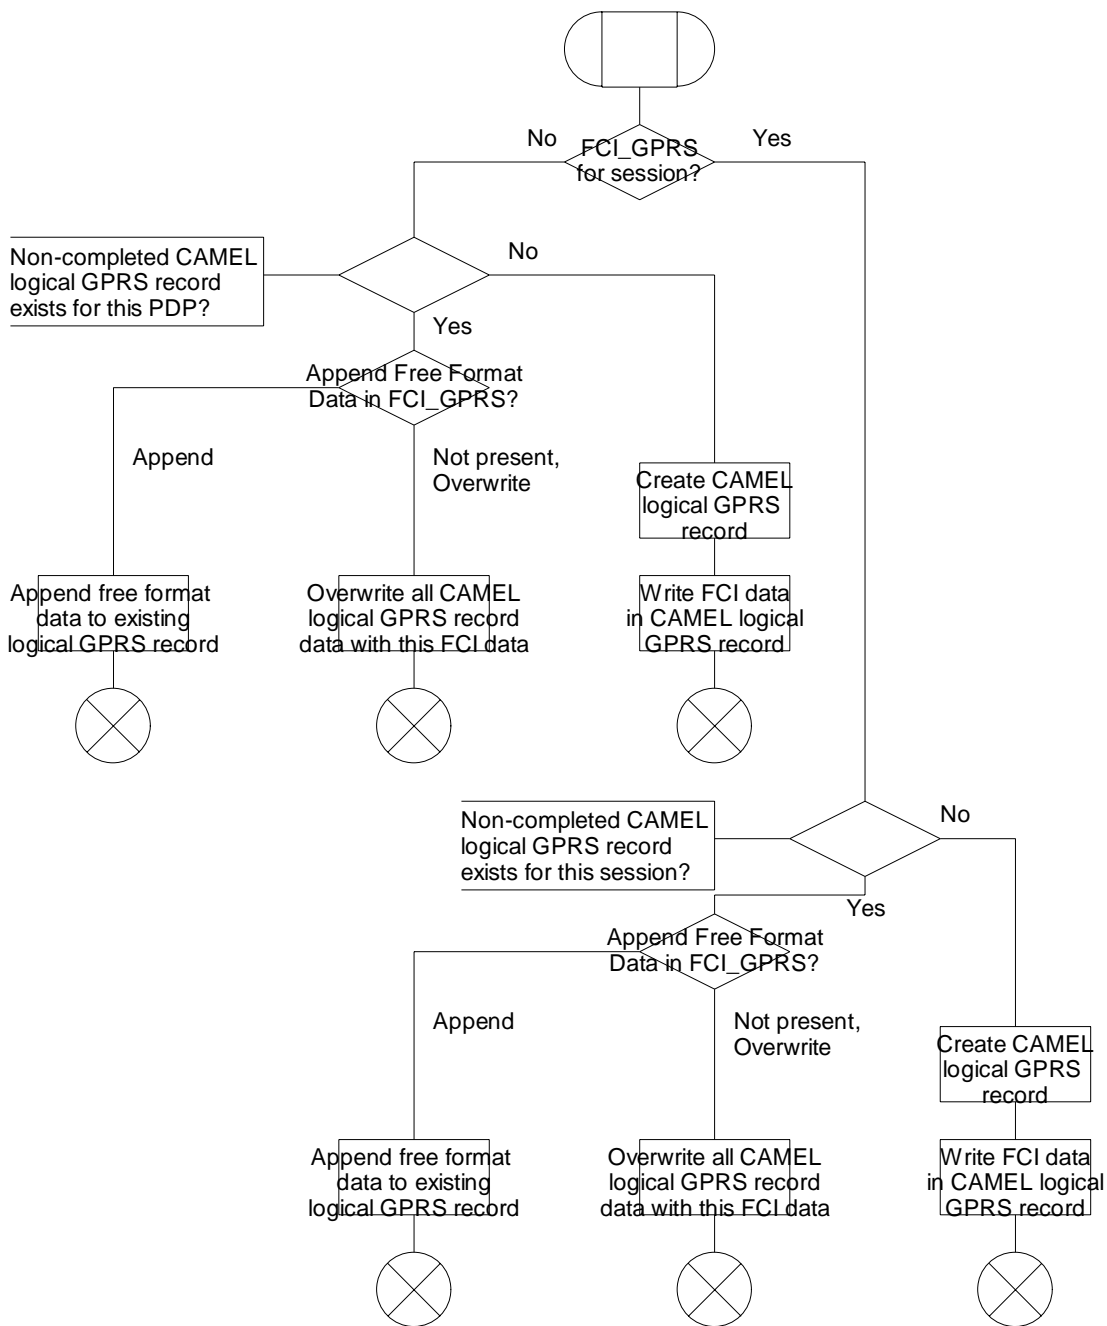 No
Yes
FCI_GPRS
for session?
Non-completed CAMEL
logical GPRS record
exists for this PDP?
No
Yes
Append Free Format
Data in FCI_GPRS?
Append
Not present,
Overwrite
Create CAMEL
logical GPRS
record
Append free format
data to existing
logical GPRS record
Overwrite all CAMEL
logical GPRS record
data with this FCI data
Write FCI data
in CAMEL logical
GPRS record
Non-completed CAMEL
logical GPRS record
exists for this session?
No
Yes
Append Free Format
Data in FCI_GPRS?
Append
Not present,
Overwrite
Create CAMEL
logical GPRS
record
Append free format
data to existing
logical GPRS record
Overwrite all CAMEL
logical GPRS record
data with this FCI data
Write FCI data
in CAMEL logical
GPRS record